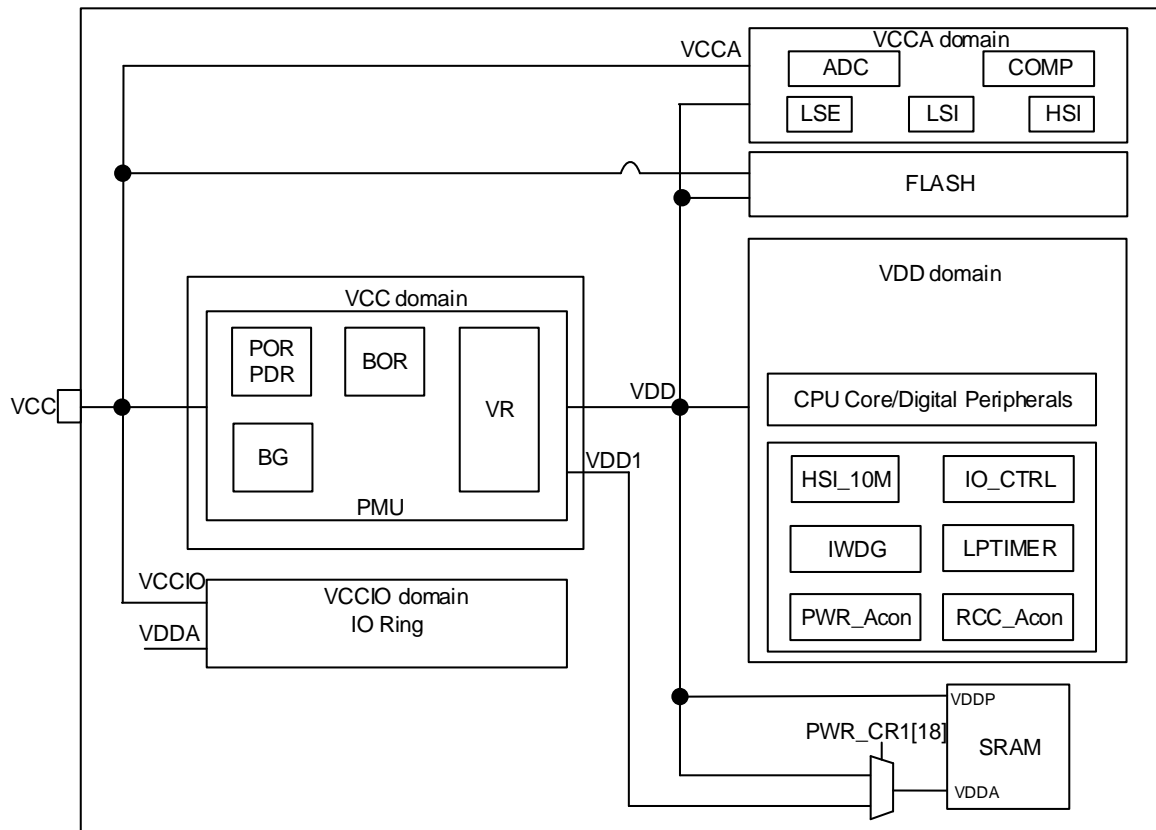 VCCA domain
VCCA
ADC
COMP
LSE
LSI
HSI
FLASH
VDD domain
VCC domain
POR
PDR
BOR
VR
VDD
VCC
CPU Core/Digital Peripherals
BG
VDD1
HSI_10M
IO_CTRL
PMU
IWDG
LPTIMER
VCCIO
VCCIO domain
IO Ring
VDDA
PWR_Acon
RCC_Acon
VDDP
PWR_CR1[18]
SRAM
VDDA